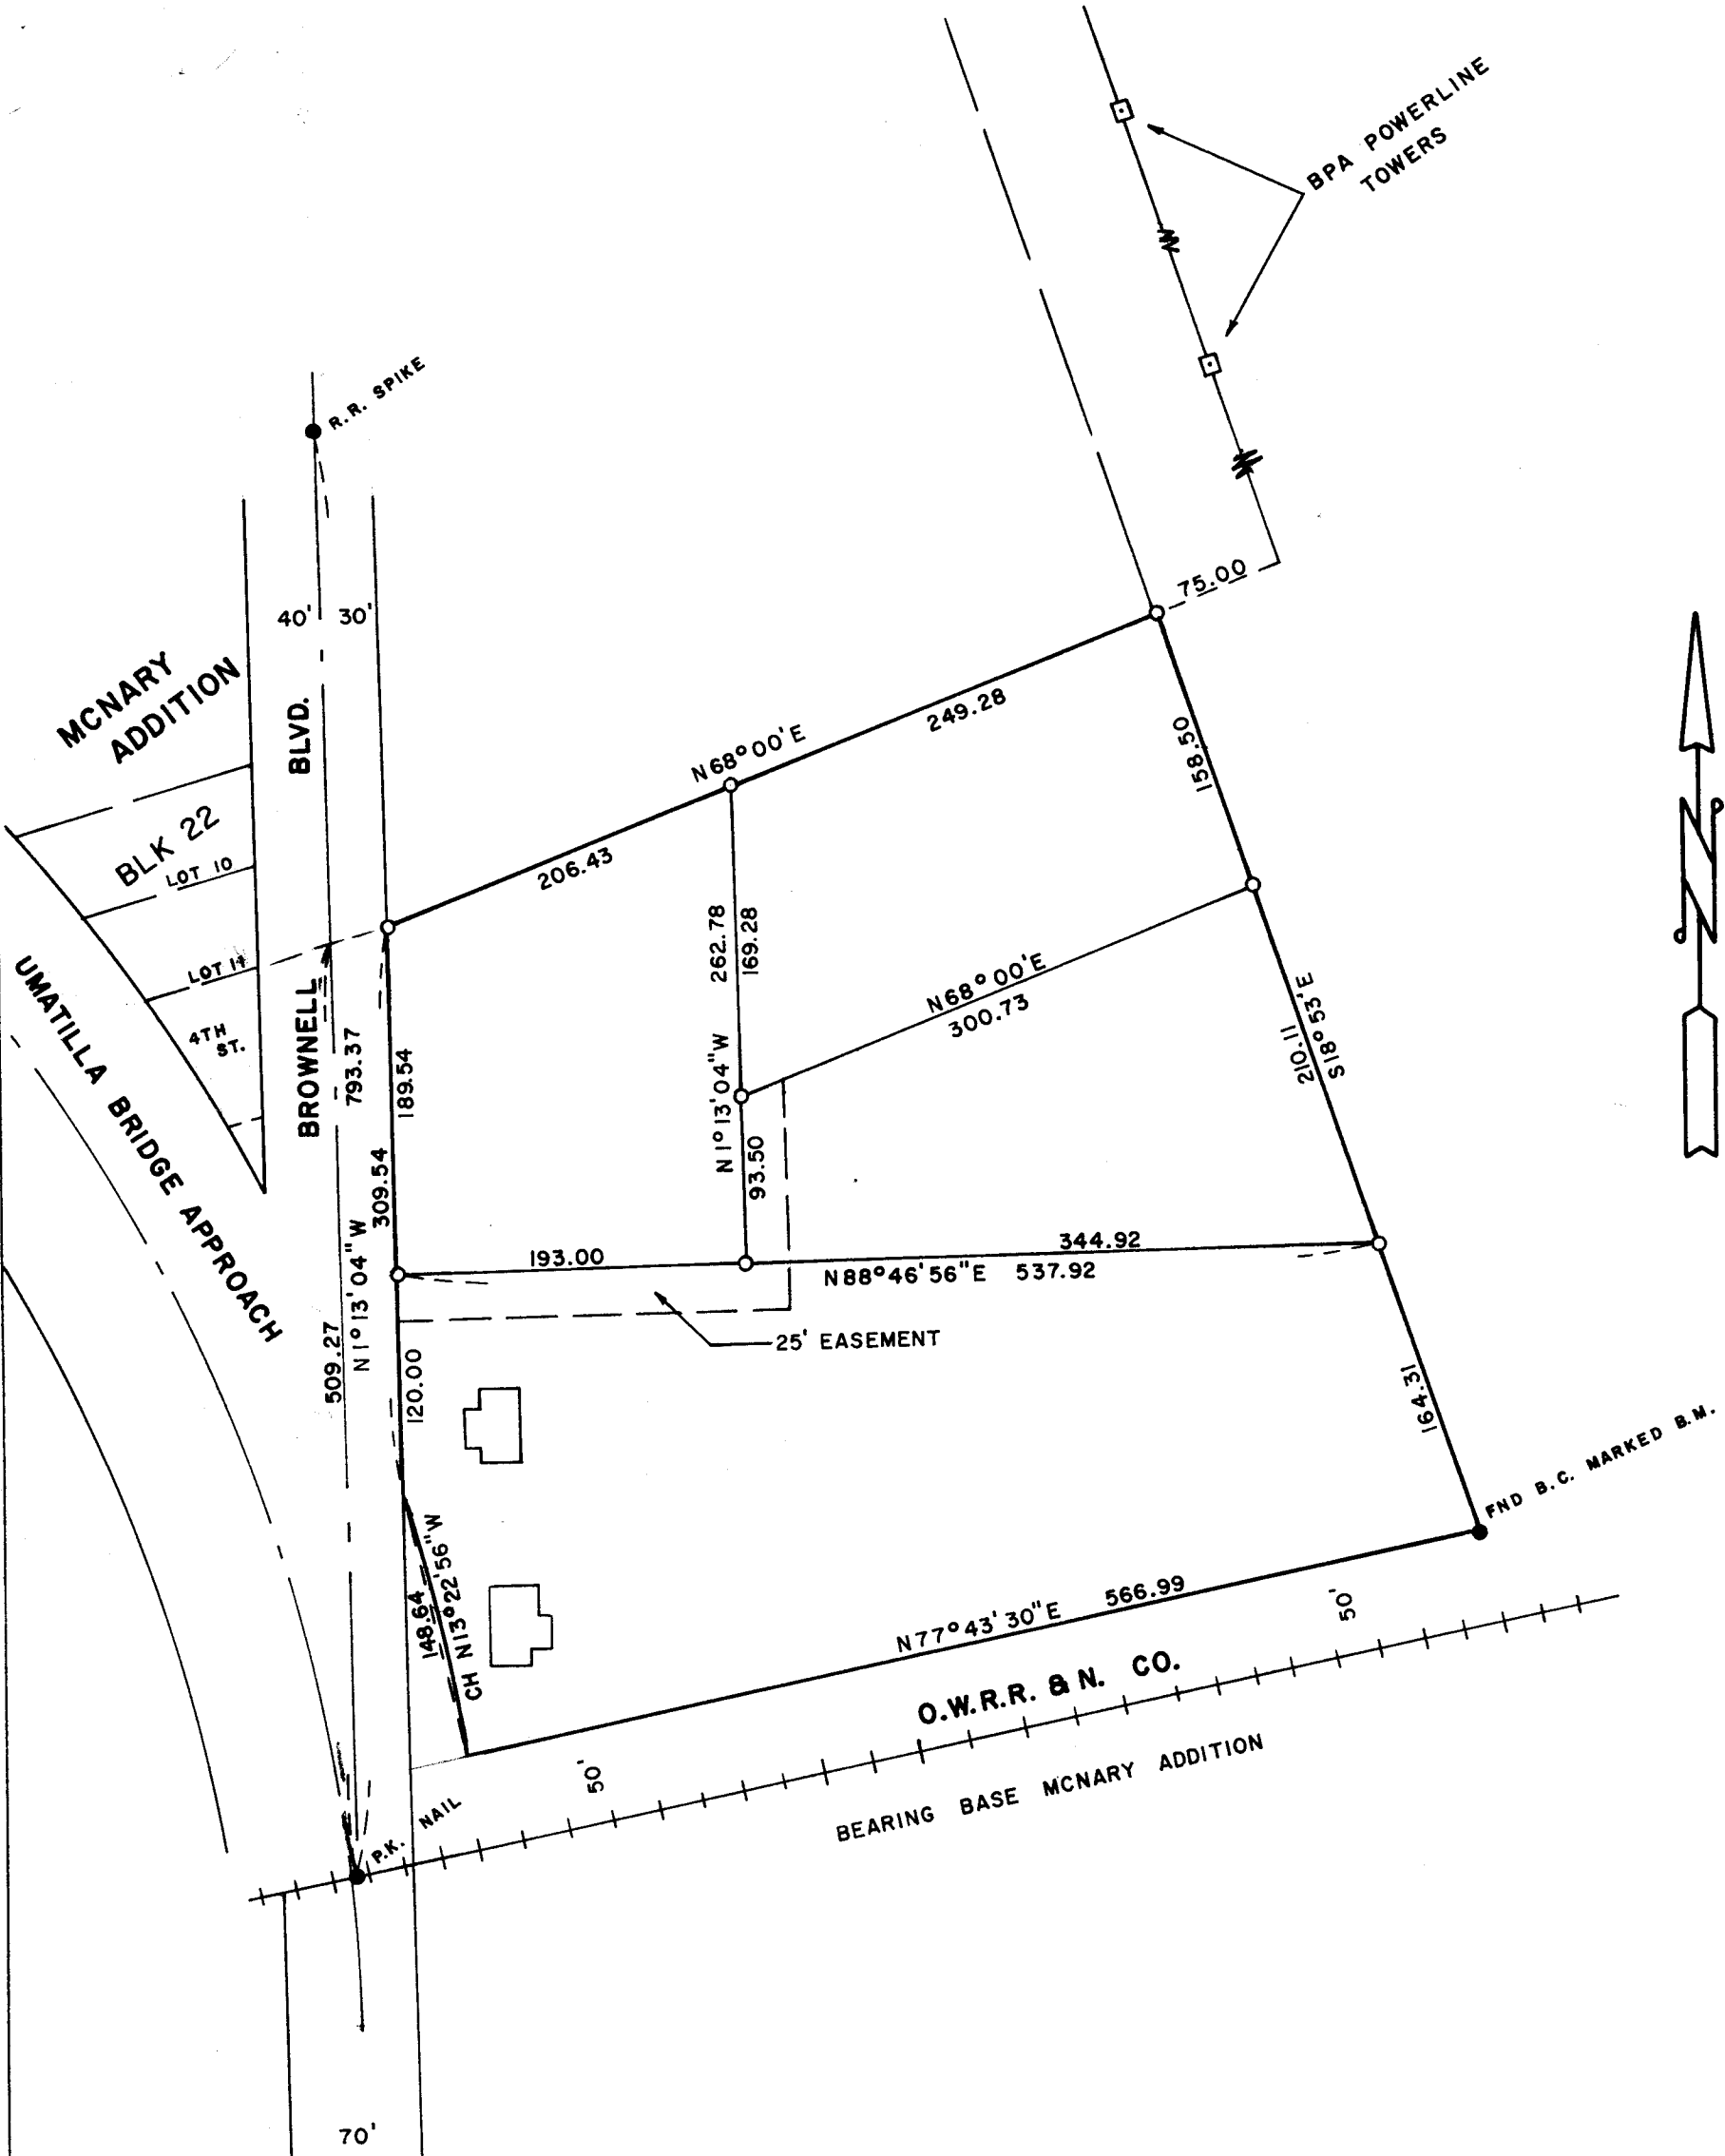 BPA POWERLINE
TOWERS
R.R. SPIKE
75.00
40' 30'
MCNARY
ADDITION
BLVD.
249.28
N68°00'E
158.50
BLK 22
LOT 10
206.43
262.78
169.28
LOT 11
N68°00'E
300.73
UMATILLA BRIDGE APPROACH
4TH
ST.
BROWNELL
793.37
189.54
S18°53'E
210.11
N1°13'04"W
93.50
309.54
N1°13'04"W
509.27
193.00
344.92
N88°46'56"E 537.92
25' EASEMENT
120.00
164.31
FND B.C. MARKED B.M.
148.64
CH N13°22'56"W
N77°43'30"E 566.99
50'
O.W.R.R. & N. CO.
50'
BEARING BASE MCNARY ADDITION
P.K. NAIL
70'
N